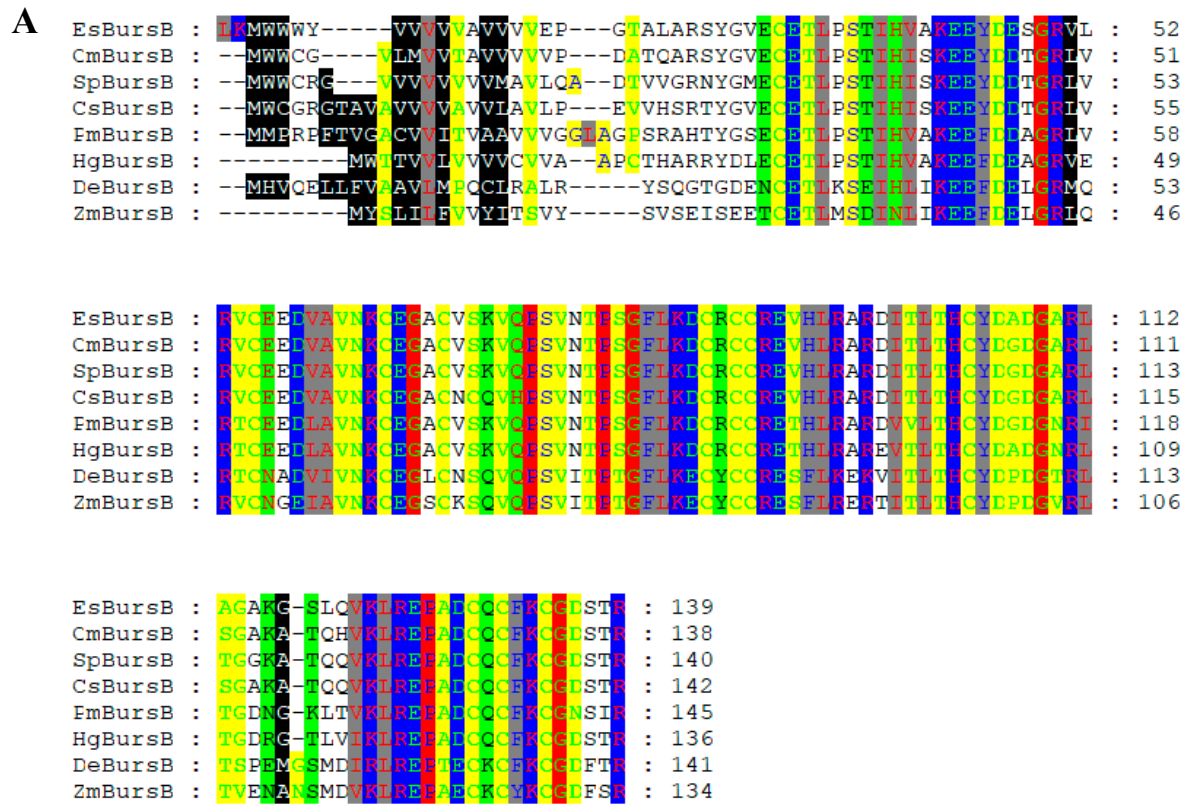 A
EsBursB : LKMWWWY-----VVVVVAVVVVEP---GTALARSYGVECETLPSTIHVAKEEYDESGRVL : 52
CmBursB : --MWWCG----VLMVVTAVVVVVP---DATQARSYGVECETLPSTIHISKEEYDDTGRLV : 51
SpBursB : --MWWCRG---VVVVVVVVMAVLQA--DTVVGRNYGMECETLPSTIHISKEEYDDTGRLV : 53
CsBursB : --MWCGRGTAVAVVVVAVVLAVLP---EVVHSRTYGVECETLPSTIHISKEEYDDTGRLV : 55
PmBursB : --MMPRPFTVGACVVITVAAVVVGGLAGPSRAHTYGSECETLPSTIHVAKEEFDDAGRLV : 58
HgBursB : ---------MWTTVVLVVVVCVVA--APCTHARRYDLECETLPSTIHVAKEEFDEAGRVE : 49
DeBursB : --MHVQELLFVAAVLMPQCLRALR-----YSQGTGDENCETLKSEIHLIKEEFDELGRMQ : 53
ZmBursB : ---------MYSLILFVVYITSVY-----SVSEISEETCETLMSDINLIKEEFDELGRLQ : 46
EsBursB : RVCEEDVAVNKCEGACVSKVQPSVNTPSGFLKDCRCCREVHLRARDITLTHCYDADGARL : 112
CmBursB : RVCEEDVAVNKCEGACVSKVQPSVNTPSGFLKDCRCCREVHLRARDITLTHCYDGDGARL : 111
SpBursB : RVCEEDVAVNKCEGACVSKVQPSVNTPSGFLKDCRCCREVHLRARDITLTHCYDGDGARL : 113
CsBursB : RVCEEDVAVNKCEGACNCQVHPSVNTPSGFLKDCRCCREVHLRARDITLTHCYDGDGARL : 115
PmBursB : RTCEEDLAVNKCEGACVSKVQPSVNTPSGFLKDCRCCRETHLRARDVVLTHCYDGDGNRI : 118
HgBursB : RTCEEDLAVNKCEGACVSKVQPSVNTPSGFLKDCRCCRETHLRAREVTLTHCYDADGNRL : 109
DeBursB : RTCNADVIVNKCEGLCNSQVQPSVITPTGFLKECYCCRESFLKEKVITLTHCYDPDGTRL : 113
ZmBursB : RVCNGEIAVNKCEGSCKSQVQPSVITPTGFLKECYCCRESFLRERTITLTHCYDPDGVRL : 106
EsBursB : AGAKG-SLQVKLREPADCQCFKCGDSTR : 139
CmBursB : SGAKA-TQHVKLREPADCQCFKCGDSTR : 138
SpBursB : TGGKA-TQQVKLREPADCQCFKCGDSTR : 140
CsBursB : SGAKA-TQQVKLREPADCQCFKCGDSTR : 142
PmBursB : TGDNG-KLTVKLREPADCQCFKCGNSIR : 145
HgBursB : TGDRG-TLVIKLREPADCQCFKCGDSTR : 136
DeBursB : TSPEMGSMDIRLREPTECKCFKCGDFTR : 141
ZmBursB : TVENANSMDVKLREPAECKCYKCGDFSR : 134